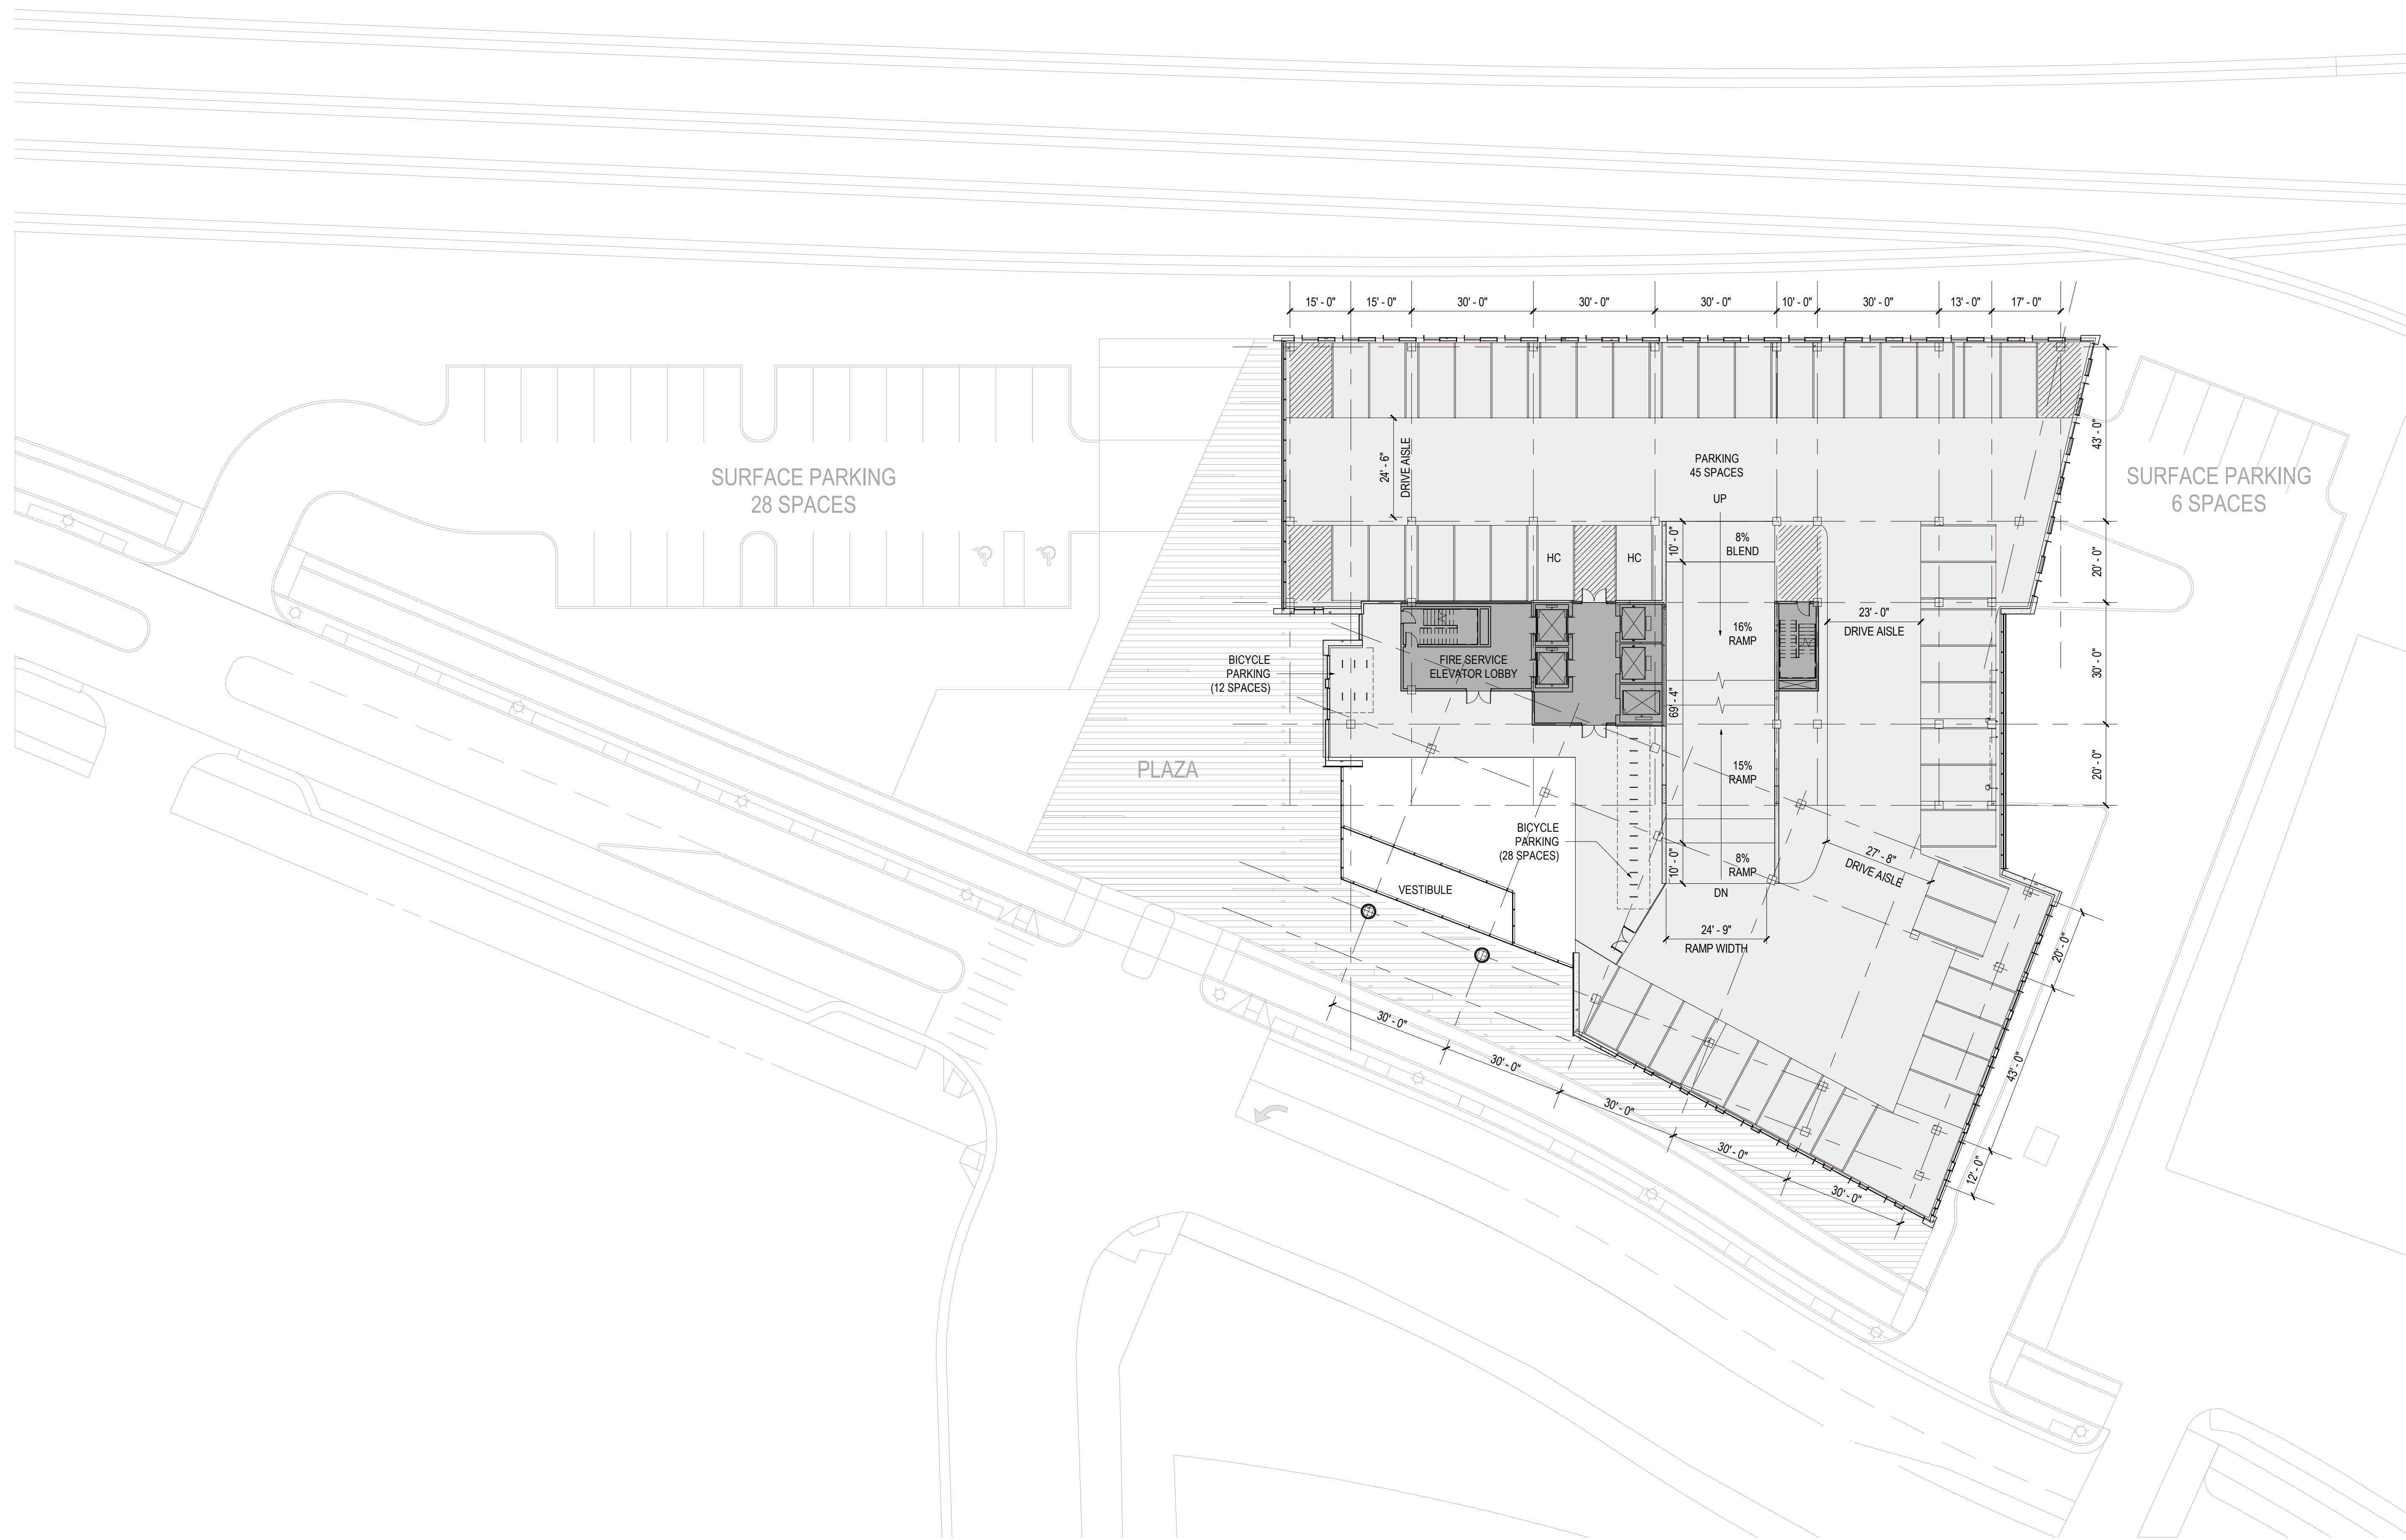 15' - 0"
15' - 0"
30' - 0"
30' - 0"
30' - 0"
10' - 0"
30' - 0"
13' - 0"
17' - 0"
43' - 0"
20' - 0"
30' - 0"
20' - 0"
SURFACE PARKING
28 SPACES
SURFACE PARKING
6 SPACES
24' - 6"
DRIVE AISLE
PARKING
45 SPACES
UP
10' - 0"
8%
BLEND
HC
HC
16%
RAMP
23' - 0"
DRIVE AISLE
BICYCLE
PARKING
(12 SPACES)
FIRE SERVICE
ELEVATOR LOBBY
69' - 4"
PLAZA
15%
RAMP
BICYCLE
PARKING
(28 SPACES)
10' - 0"
8%
RAMP
DN
27' - 8"
DRIVE AISLE
VESTIBULE
24' - 9"
RAMP WIDTH
20' - 0"
43' - 0"
12' - 0"
30' - 0"
30' - 0"
30' - 0"
30' - 0"
30' - 0"